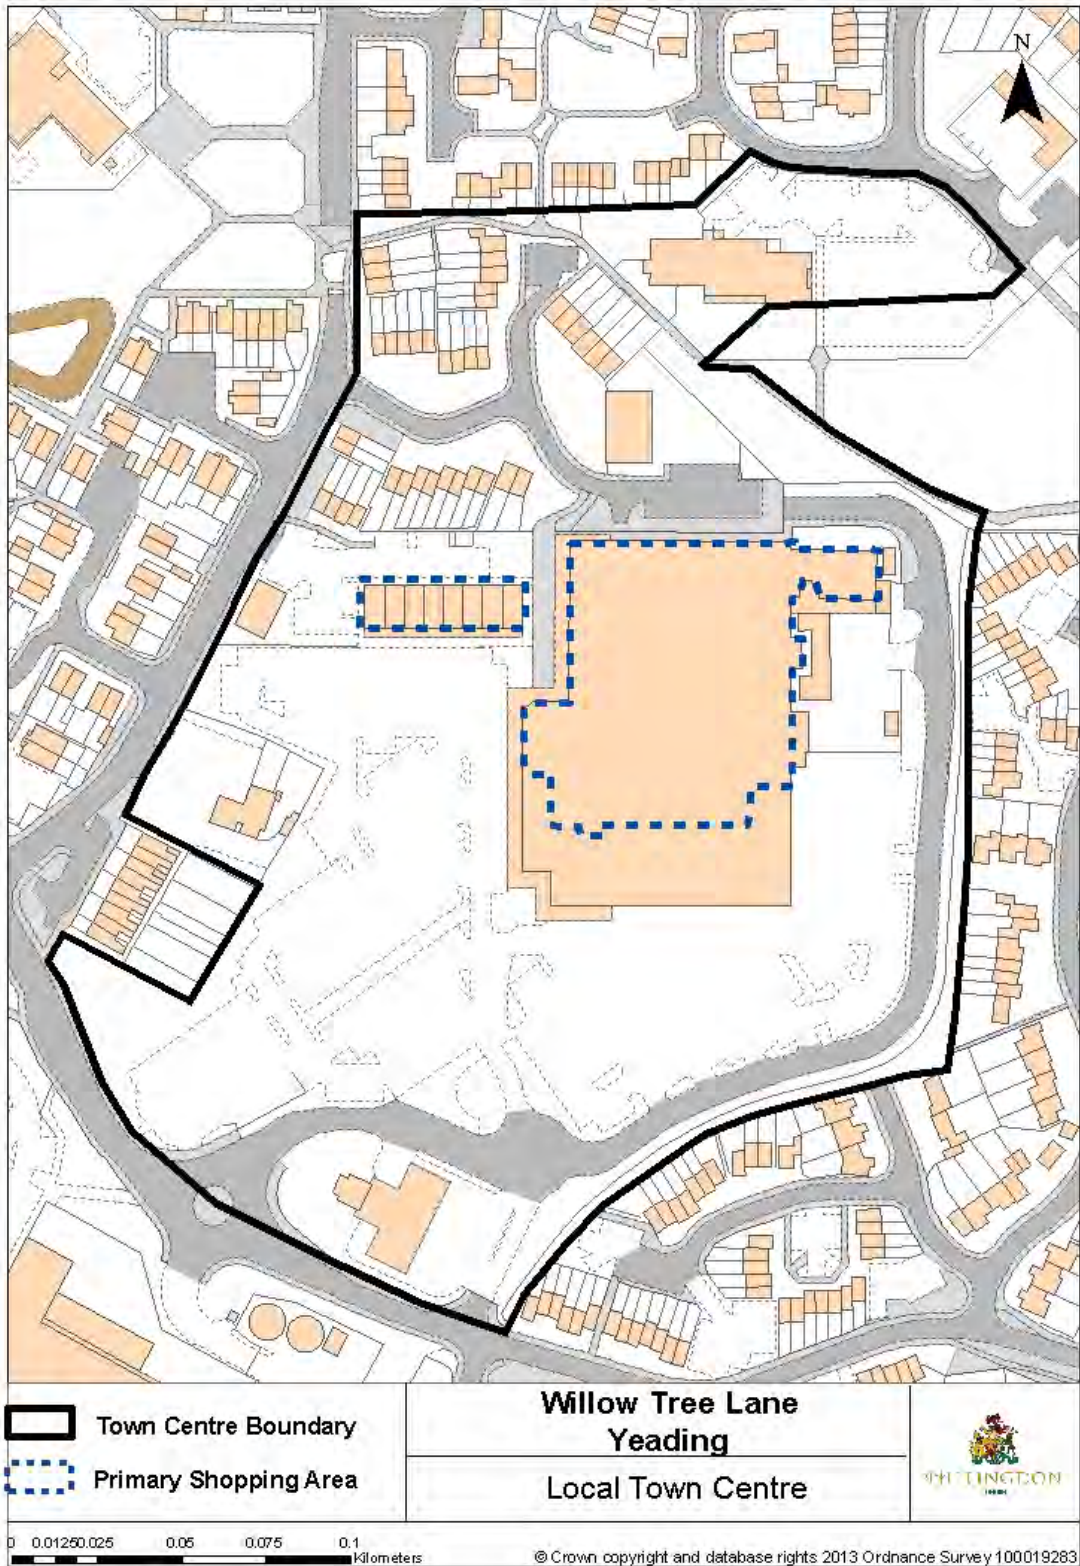 N
Town Centre Boundary
Primary Shopping Area
Willow Tree Lane
Yeading
Local Town Centre
0 0.01250.025 0.05 0.075 0.1
Kilometers
© Crown copyright and database rights 2013 Ordnance Survey 100019283